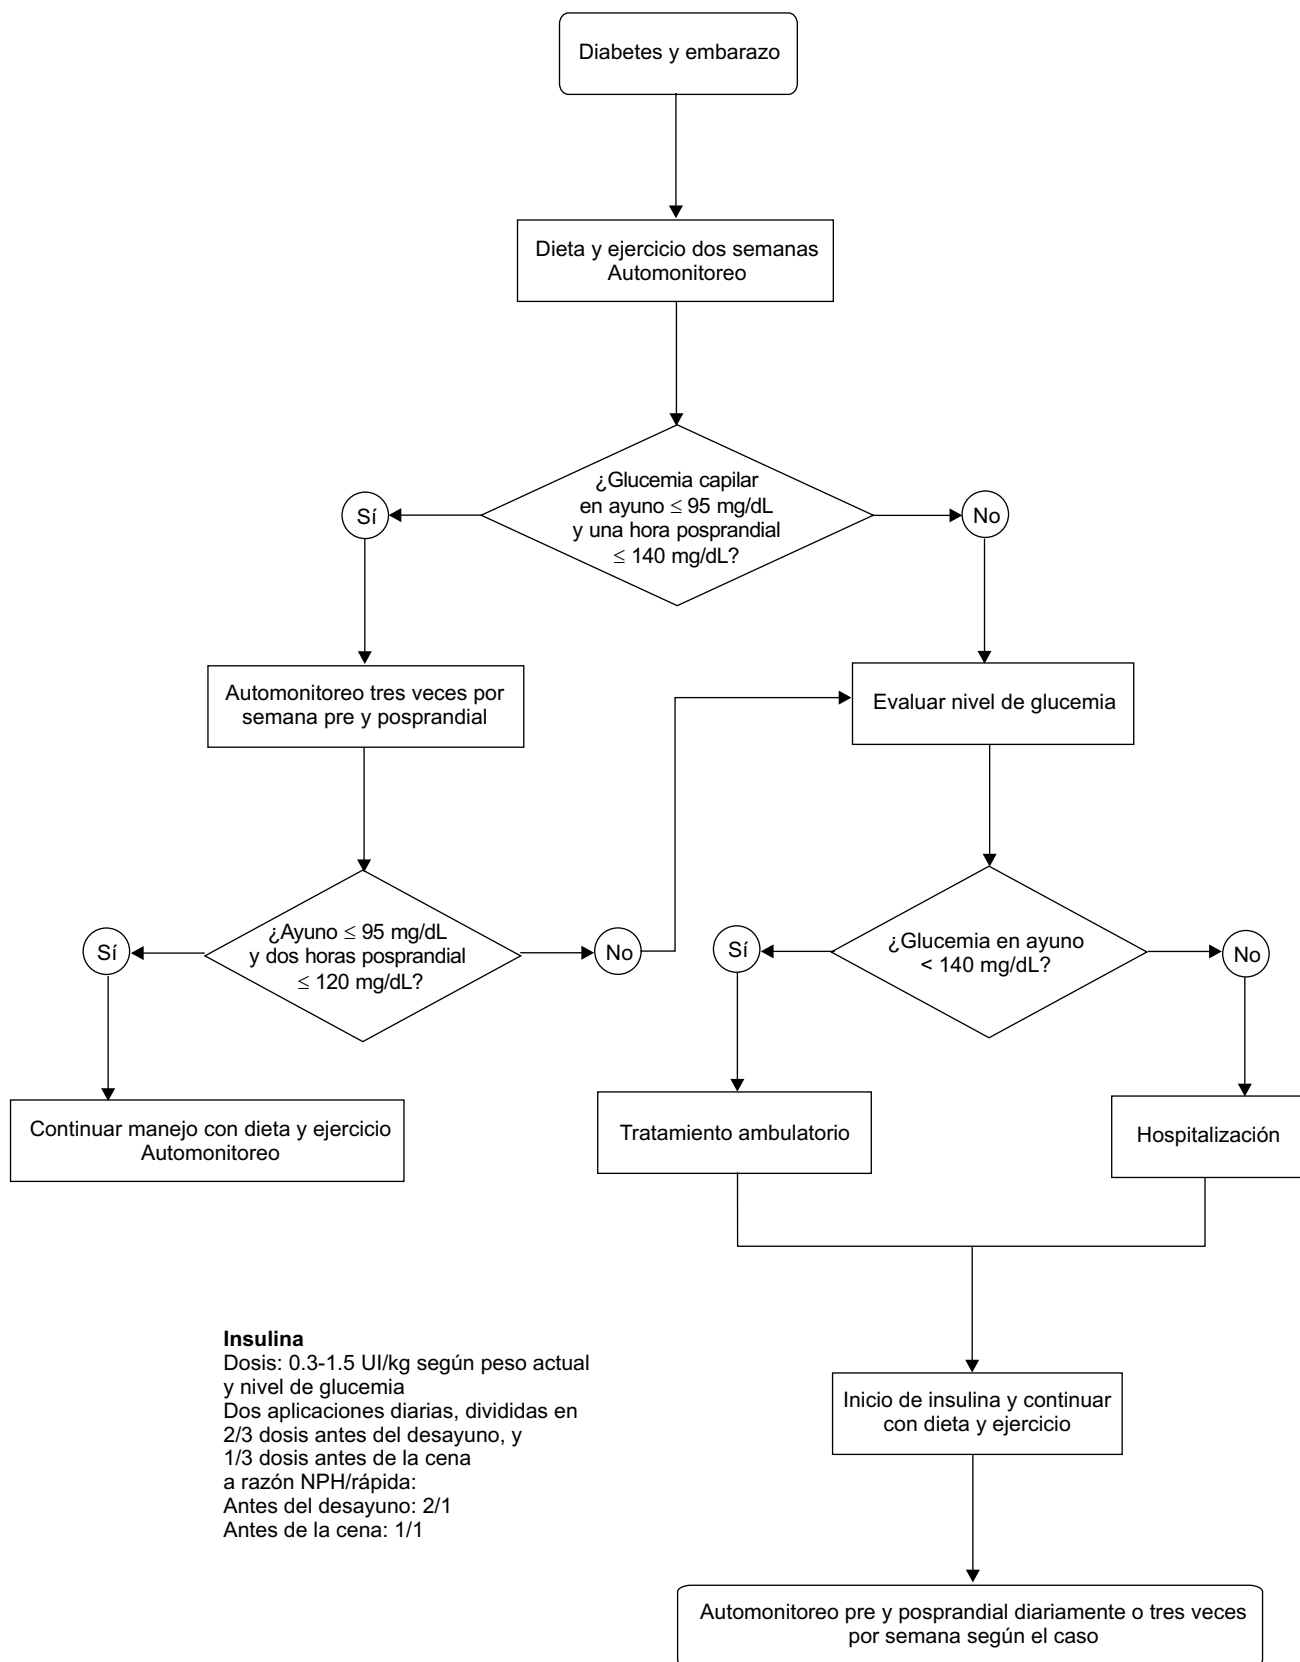 Diabetes y embarazo
Dieta y ejercicio dos semanas
Automonitoreo
¿Glucemia capilar
en ayuno ≤ 95 mg/dL
y una hora posprandial
≤ 140 mg/dL?
Sí
No
Automonitoreo tres veces por
semana pre y posprandial
Evaluar nivel de glucemia
¿Ayuno ≤ 95 mg/dL
y dos horas posprandial
≤ 120 mg/dL?
Sí
No
¿Glucemia en ayuno
< 140 mg/dL?
Sí
No
Continuar manejo con dieta y ejercicio
Automonitoreo
Tratamiento ambulatorio
Hospitalización
Insulina
Dosis: 0.3-1.5 UI/kg según peso actual
y nivel de glucemia
Dos aplicaciones diarias, divididas en
2/3 dosis antes del desayuno, y
1/3 dosis antes de la cena
a razón NPH/rápida:
Antes del desayuno: 2/1
Antes de la cena: 1/1
Inicio de insulina y continuar
con dieta y ejercicio
Automonitoreo pre y posprandial diariamente o tres veces
por semana según el caso